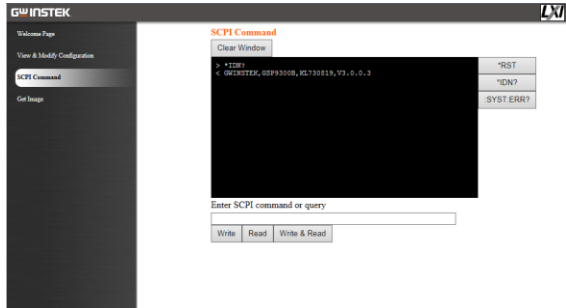 GWINSTEK
LXI
Welcome Page
View & Modify Configuration
SCPI Command
Get Image
SCPI Command
Clear Window
> *IDN?
< GWINSTEK,GSP9300B,KL730819,V3.0.0.3
*RST
*IDN?
:SYST:ERR?
Enter SCPI command or query
Write Read Write & Read